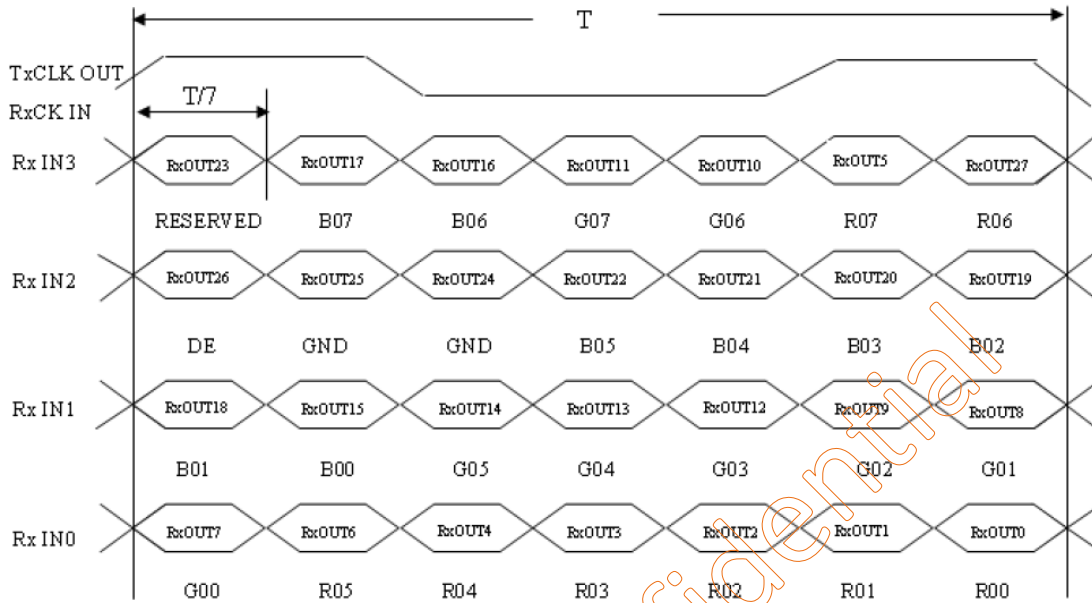 T
TxCLK OUT
T/7
RxCK IN
Rx IN3 RxOUT23 RxOUT17 RxOUT16 RxOUT11 RxOUT10 RxOUT5 RxOUT27
RESERVED B07 B06 G07 G06 R07 R06
Rx IN2 RxOUT26 RxOUT25 RxOUT24 RxOUT22 RxOUT21 RxOUT20 RxOUT19
DE GND GND B05 B04 B03 B02
Rx IN1 RxOUT18 RxOUT15 RxOUT14 RxOUT13 RxOUT12 RxOUT9 RxOUT8
B01 B00 G05 G04 G03 G02 G01
Rx IN0 RxOUT7 RxOUT6 RxOUT4 RxOUT3 RxOUT2 RxOUT1 RxOUT0
G00 R05 R04 R03 R02 R01 R00
fidential